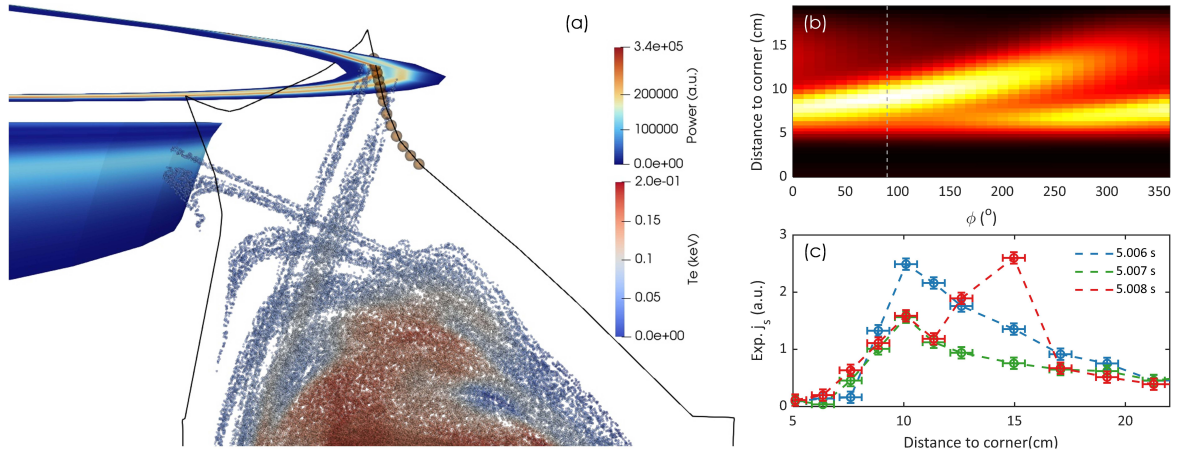 (a)
3.4e+05
200000
100000
0.0e+00
Power (a.u.)
2.0e-01
0.15
0.1
0.05
0.0e+00
Te (keV)
(b)
Distance to corner (cm)
15
10
5
0
0 50 100 150 200 250 300 350
ϕ (º)
(c)
Exp. jₛ (a.u.)
3
2
1
0
5.006 s
5.007 s
5.008 s
5 10 15 20
Distance to corner(cm)